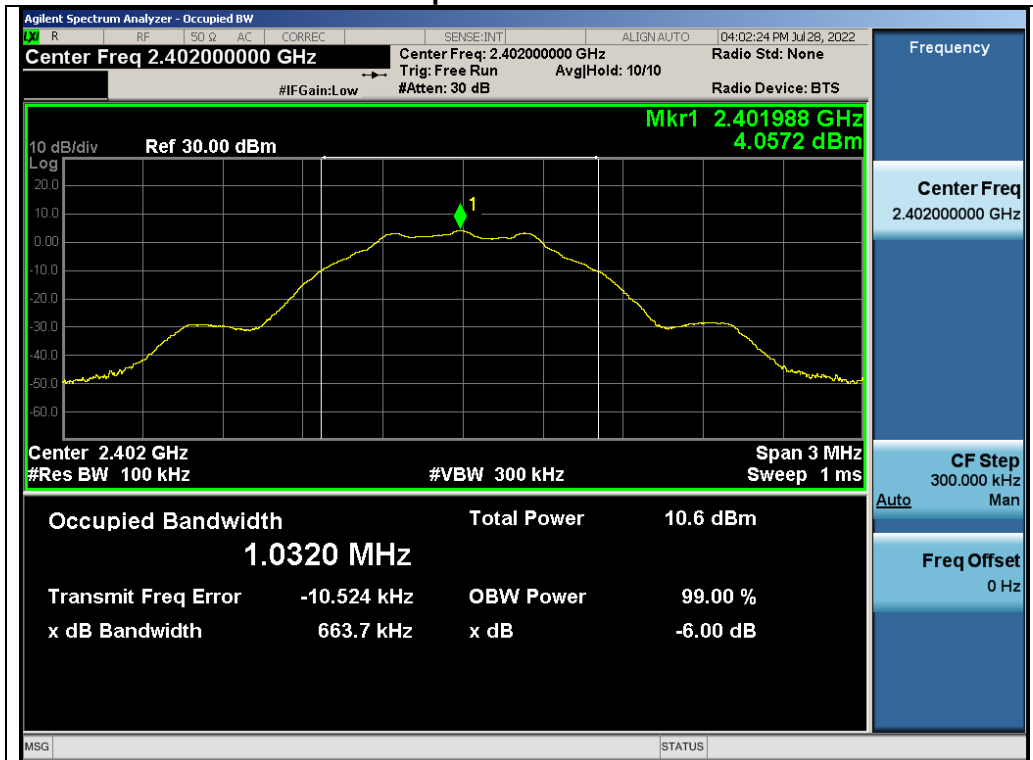 Agilent Spectrum Analyzer - Occupied BW
LXI R RF 50 Ω AC CORREC SENSE:INT ALIGN AUTO 04:02:24 PM Jul 28, 2022
Center Freq 2.402000000 GHz
#IFGain:Low
Center Freq: 2.402000000 GHz
Trig: Free Run Avg|Hold: 10/10
#Atten: 30 dB
Radio Std: None
Radio Device: BTS
Mkr1 2.401988 GHz
4.0572 dBm
10 dB/div Ref 30.00 dBm
Log
20.0
10.0
0.00
-10.0
-20.0
-30.0
-40.0
-50.0
-60.0
1
Center 2.402 GHz Span 3 MHz
#Res BW 100 kHz #VBW 300 kHz Sweep 1 ms
Occupied Bandwidth Total Power 10.6 dBm
1.0320 MHz
Transmit Freq Error -10.524 kHz OBW Power 99.00 %
x dB Bandwidth 663.7 kHz x dB -6.00 dB
MSG STATUS
Frequency
Center Freq
2.402000000 GHz
CF Step
300.000 kHz
Auto Man
Freq Offset
0 Hz